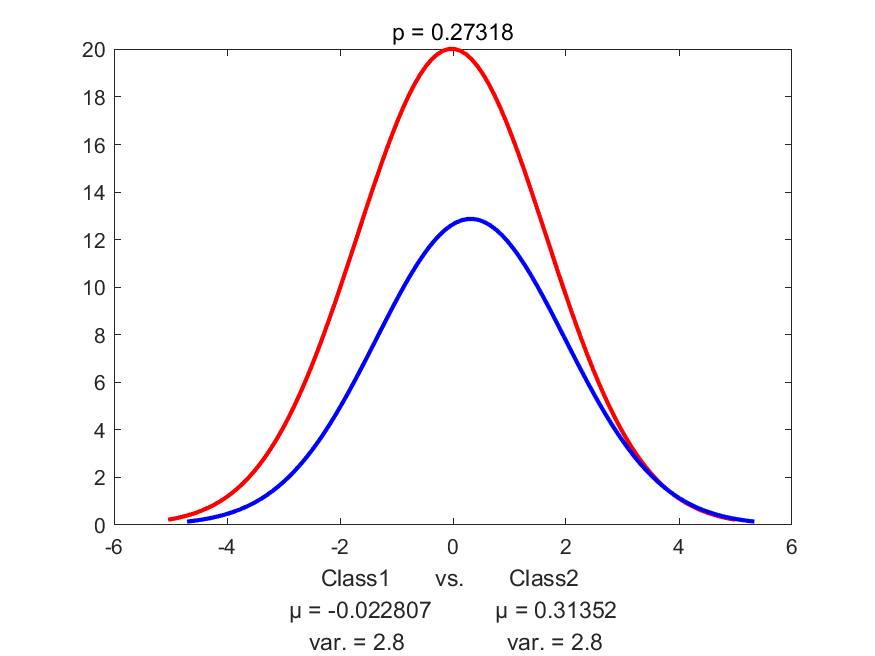 p = 0.27318
20
18
16
14
12
10
8
6
4
2
0
-6 -4 -2 0 2 4 6
Class1 vs. Class2
μ = -0.022807 μ = 0.31352
var. = 2.8 var. = 2.8